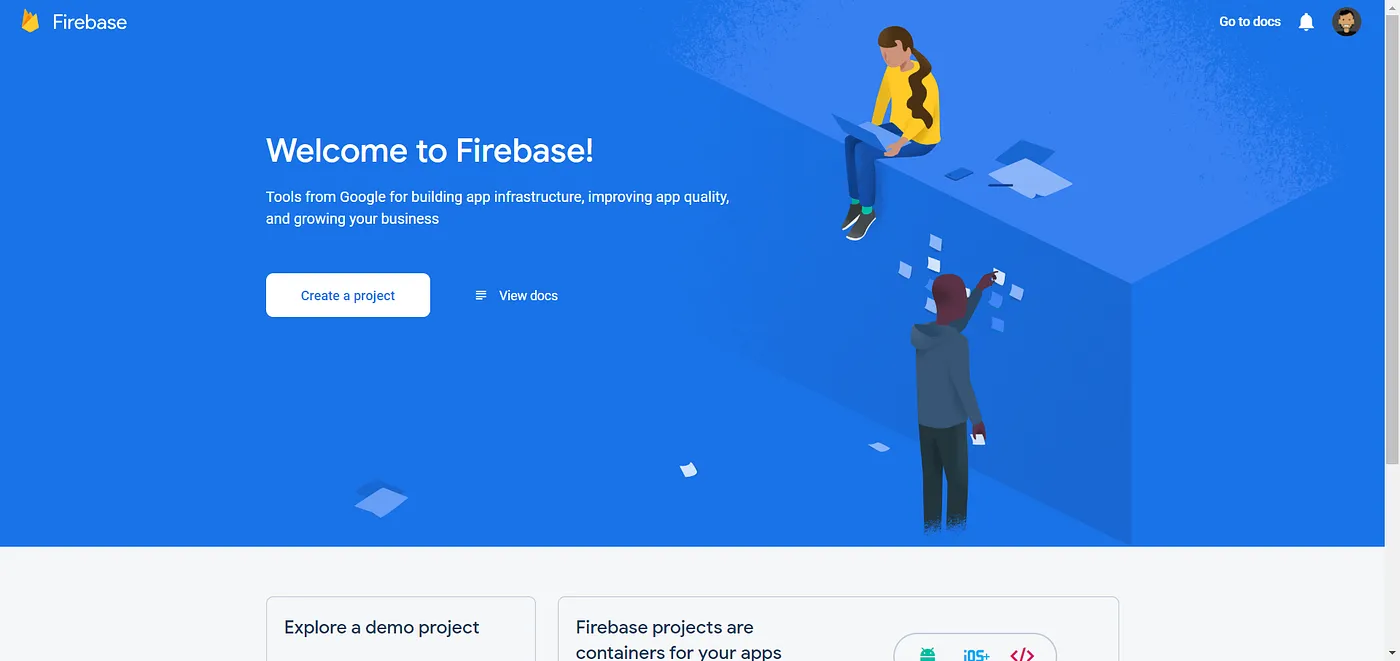 Firebase
Go to docs
Welcome to Firebase!
Tools from Google for building app infrastructure, improving app quality,
and growing your business
Create a project
View docs
Explore a demo project
Firebase projects are
containers for your apps
iOS+